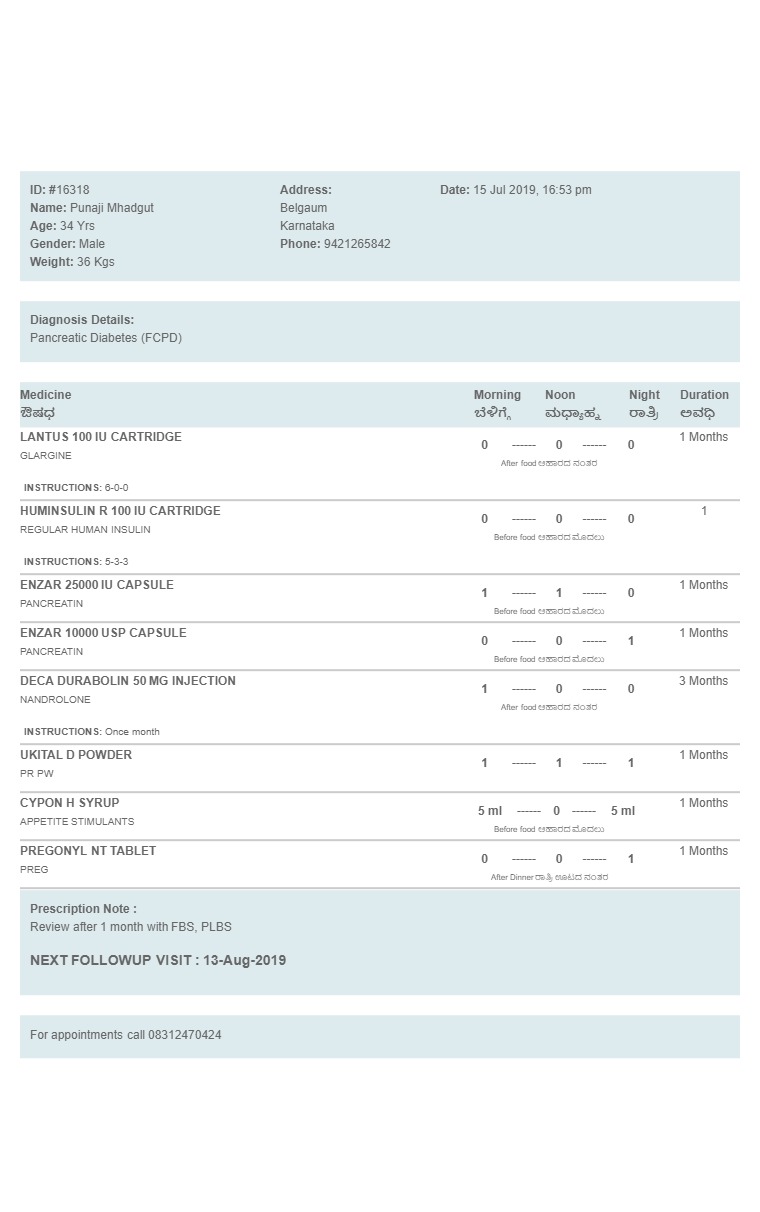 ID: #16318
Name: Punaji Mhadgut
Age: 34 Yrs
Gender: Male
Weight: 36 Kgs
Address:
Belgaum
Karnataka
Phone: 9421265842
Date: 15 Jul 2019, 16:53 pm
Diagnosis Details:
Pancreatic Diabetes (FCPD)
Medicine Morning Noon Night Duration
ಔಷಧ ಬೆಳಿಗ್ಗೆ ಮಧ್ಯಾಹ್ನ ರಾತ್ರಿ ಅವಧಿ
LANTUS 100 IU CARTRIDGE 0 ------ 0 ------ 0 1 Months
GLARGINE After food ಆಹಾರದ ನಂತರ
INSTRUCTIONS: 6-0-0
HUMINSULIN R 100 IU CARTRIDGE 0 ------ 0 ------ 0 1
REGULAR HUMAN INSULIN Before food ಆಹಾರದ ಮೊದಲು
INSTRUCTIONS: 5-3-3
ENZAR 25000 IU CAPSULE 1 ------ 1 ------ 0 1 Months
PANCREATIN Before food ಆಹಾರದ ಮೊದಲು
ENZAR 10000 USP CAPSULE 0 ------ 0 ------ 1 1 Months
PANCREATIN Before food ಆಹಾರದ ಮೊದಲು
DECA DURABOLIN 50 MG INJECTION 1 ------ 0 ------ 0 3 Months
NANDROLONE After food ಆಹಾರದ ನಂತರ
INSTRUCTIONS: Once month
UKITAL D POWDER 1 ------ 1 ------ 1 1 Months
PR PW
CYPON H SYRUP 5 ml ------ 0 ------ 5 ml 1 Months
APPETITE STIMULANTS Before food ಆಹಾರದ ಮೊದಲು
PREGONYL NT TABLET 0 ------ 0 ------ 1 1 Months
PREG After Dinner ರಾತ್ರಿ ಊಟದ ನಂತರ
Prescription Note :
Review after 1 month with FBS, PLBS
NEXT FOLLOWUP VISIT : 13-Aug-2019
For appointments call 08312470424